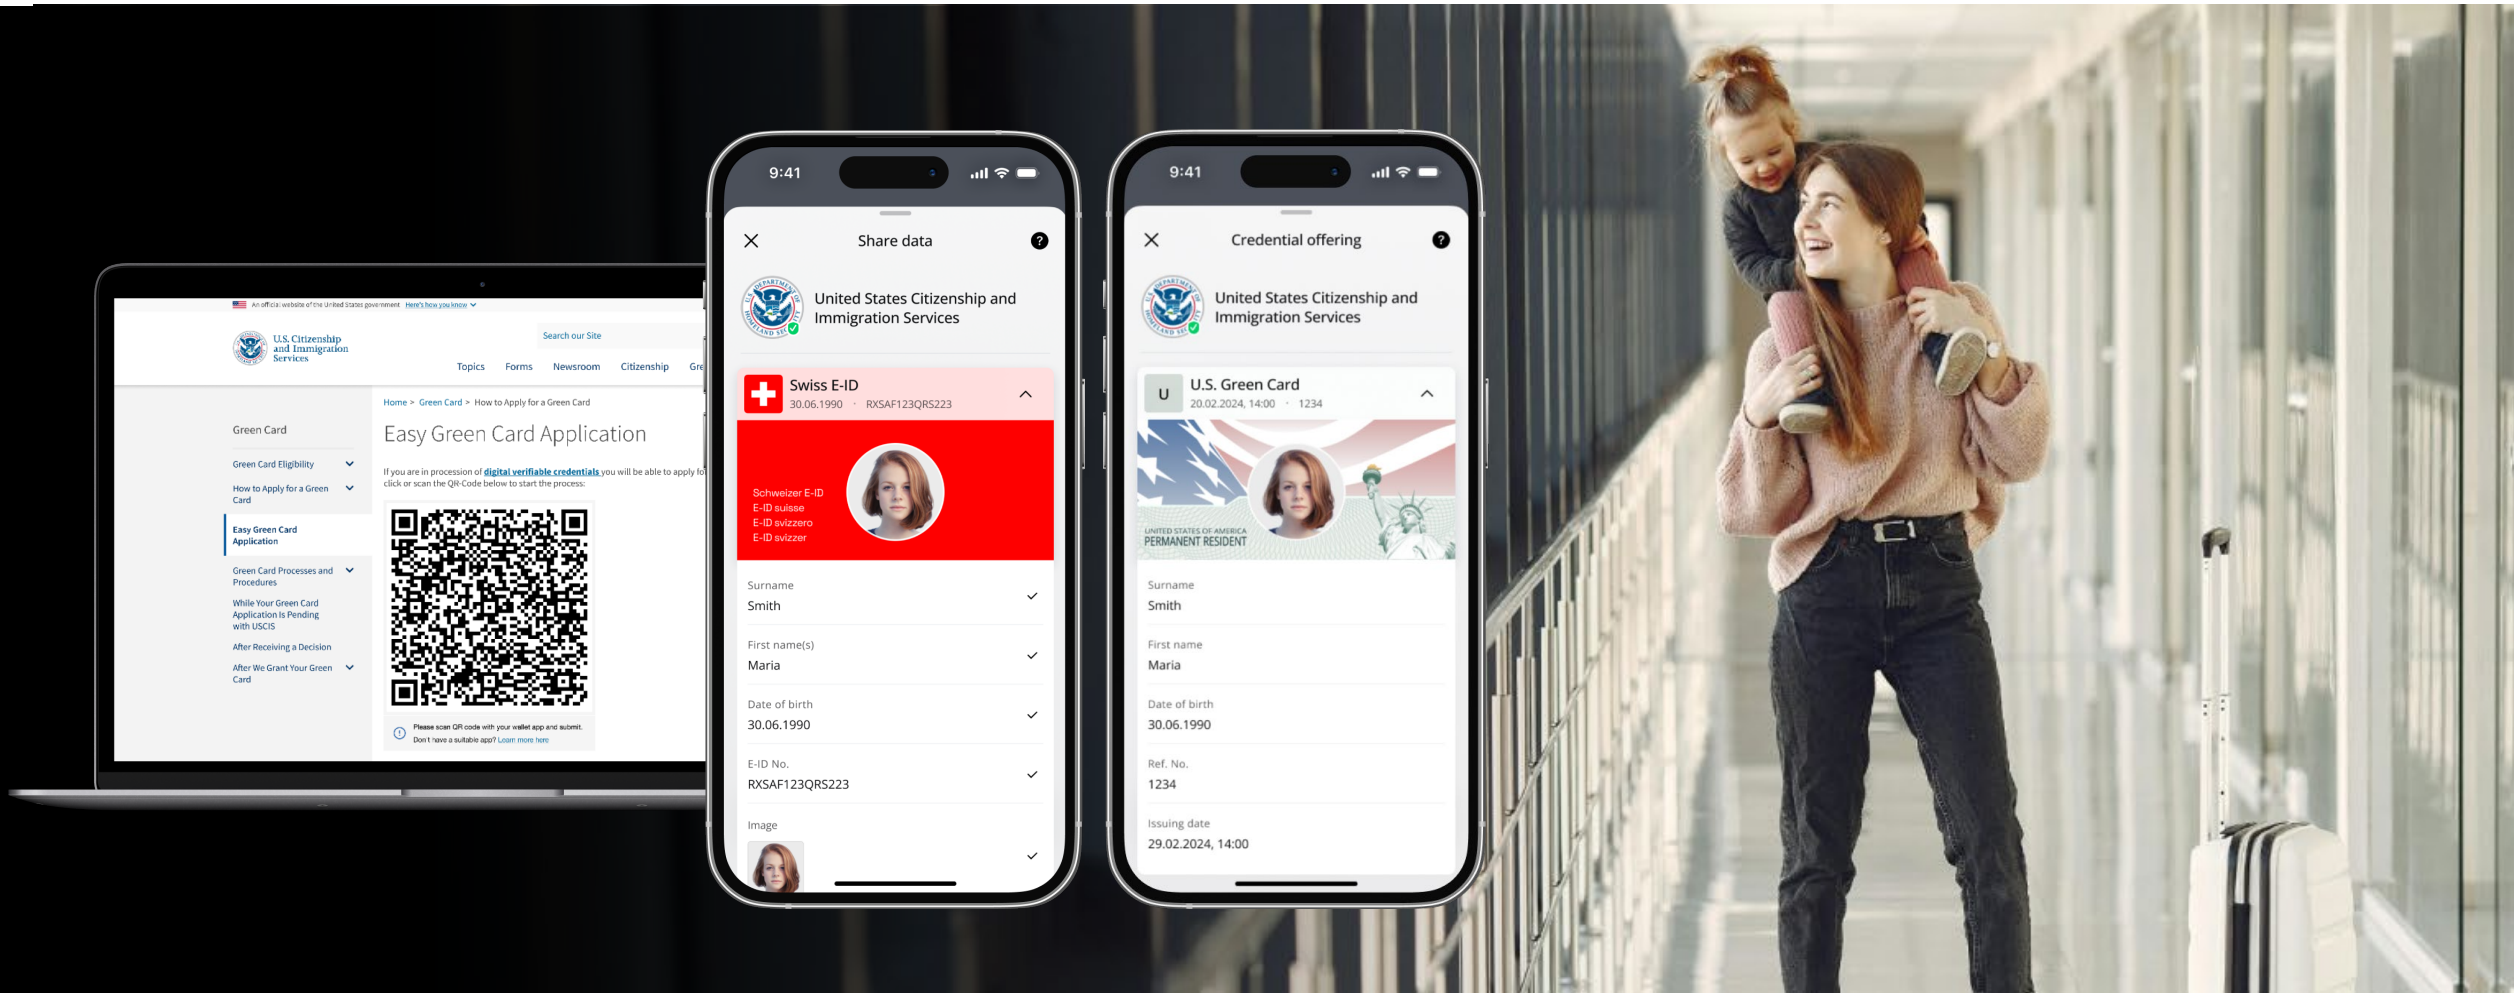 An official website of the United States government Here's how you know
U.S. Citizenship
and Immigration
Services
Search our Site
Topics Forms Newsroom Citizenship Gre
Home > Green Card > How to Apply for a Green Card
Green Card
Green Card Eligibility
How to Apply for a Green
Card
Easy Green Card
Application
Green Card Processes and
Procedures
While Your Green Card
Application Is Pending
with USCIS
After Receiving a Decision
After We Grant Your Green
Card
Easy Green Card Application
If you are in procession of digital verifiable credentials you will be able to apply fo
click or scan the QR-Code below to start the process:
Please scan QR code with your wallet app and submit.
Don't have a suitable app? Learn more here
9:41
Share data
?
United States Citizenship and
Immigration Services
Swiss E-ID
30.06.1990 · RXSAF123QRS223
Schweizer E-ID
E-ID suisse
E-ID svizzero
E-ID svizzer
Surname
Smith
First name(s)
Maria
Date of birth
30.06.1990
E-ID No.
RXSAF123QRS223
Image
9:41
Credential offering
?
United States Citizenship and
Immigration Services
U
U.S. Green Card
20.02.2024, 14:00 · 1234
UNITED STATES OF AMERICA
PERMANENT RESIDENT
Surname
Smith
First name
Maria
Date of birth
30.06.1990
Ref. No.
1234
Issuing date
29.02.2024, 14:00